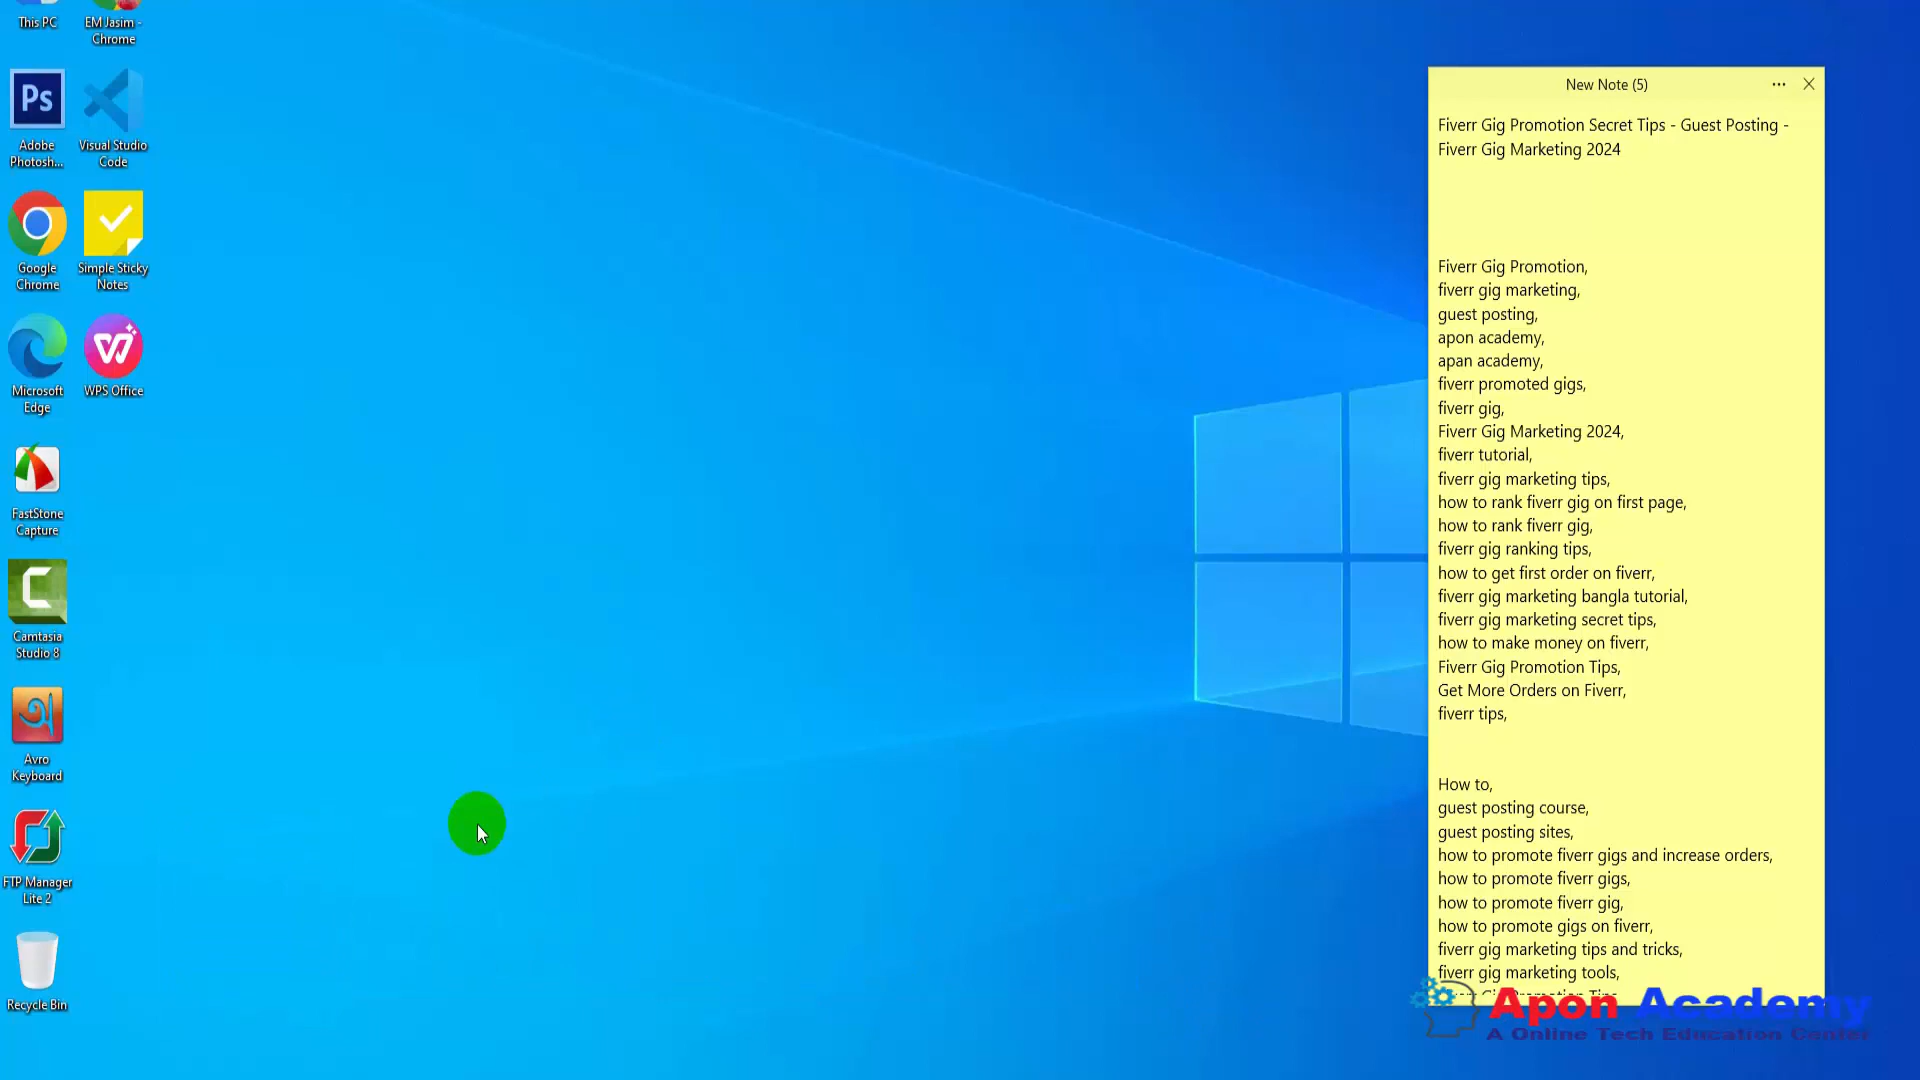 This PC
EM Jasim -
Chrome
Ps
Adobe
Photosh...
Visual Studio
Code
Google
Chrome
Simple Sticky
Notes
Microsoft
Edge
WPS Office
FastStone
Capture
Camtasia
Studio 8
অ
Avro
Keyboard
FTP Manager
Lite 2
Recycle Bin
New Note (5)
Fiverr Gig Promotion Secret Tips - Guest Posting -
Fiverr Gig Marketing 2024
Fiverr Gig Promotion,
fiverr gig marketing,
guest posting,
apon academy,
apan academy,
fiverr promoted gigs,
fiverr gig,
Fiverr Gig Marketing 2024,
fiverr tutorial,
fiverr gig marketing tips,
how to rank fiverr gig on first page,
how to rank fiverr gig,
fiverr gig ranking tips,
how to get first order on fiverr,
fiverr gig marketing bangla tutorial,
fiverr gig marketing secret tips,
how to make money on fiverr,
Fiverr Gig Promotion Tips,
Get More Orders on Fiverr,
fiverr tips,
How to,
guest posting course,
guest posting sites,
how to promote fiverr gigs and increase orders,
how to promote fiverr gigs,
how to promote fiverr gig,
how to promote gigs on fiverr,
fiverr gig marketing tips and tricks,
fiverr gig marketing tools,
Apon Academy
A Online Tech Education Center